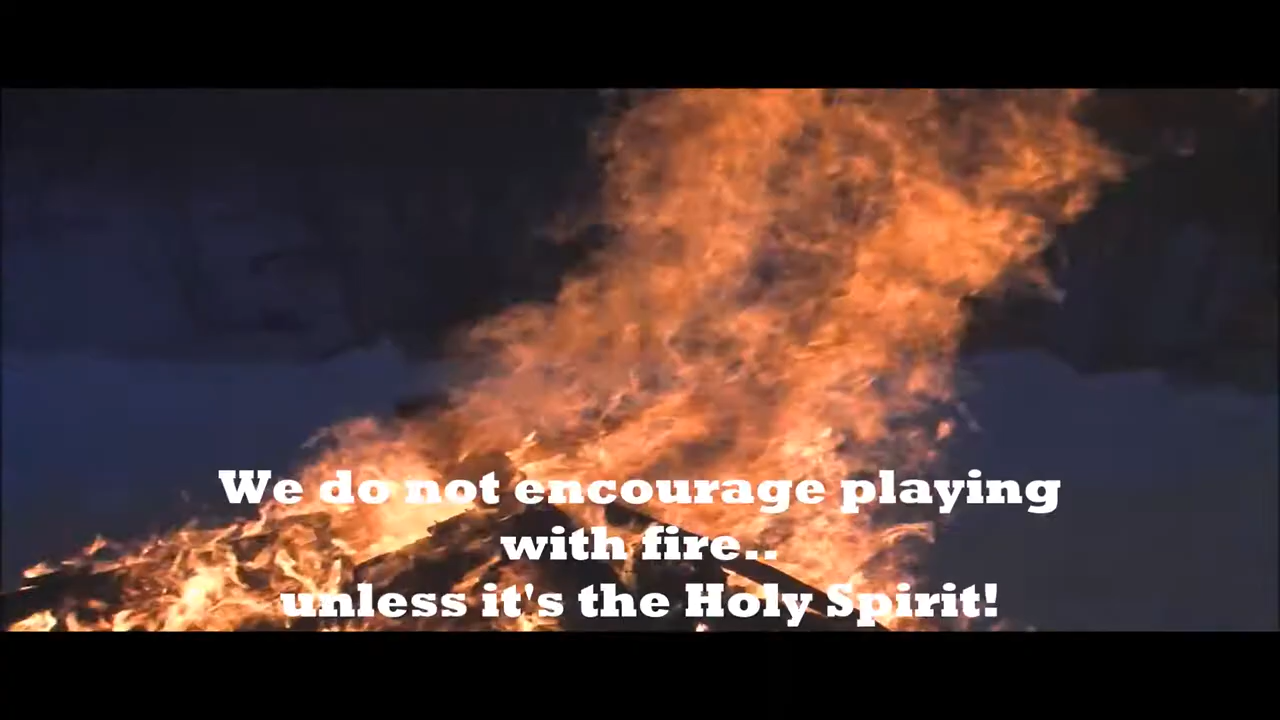 We do not encourage playing
with fire..
unless it's the Holy Spirit!